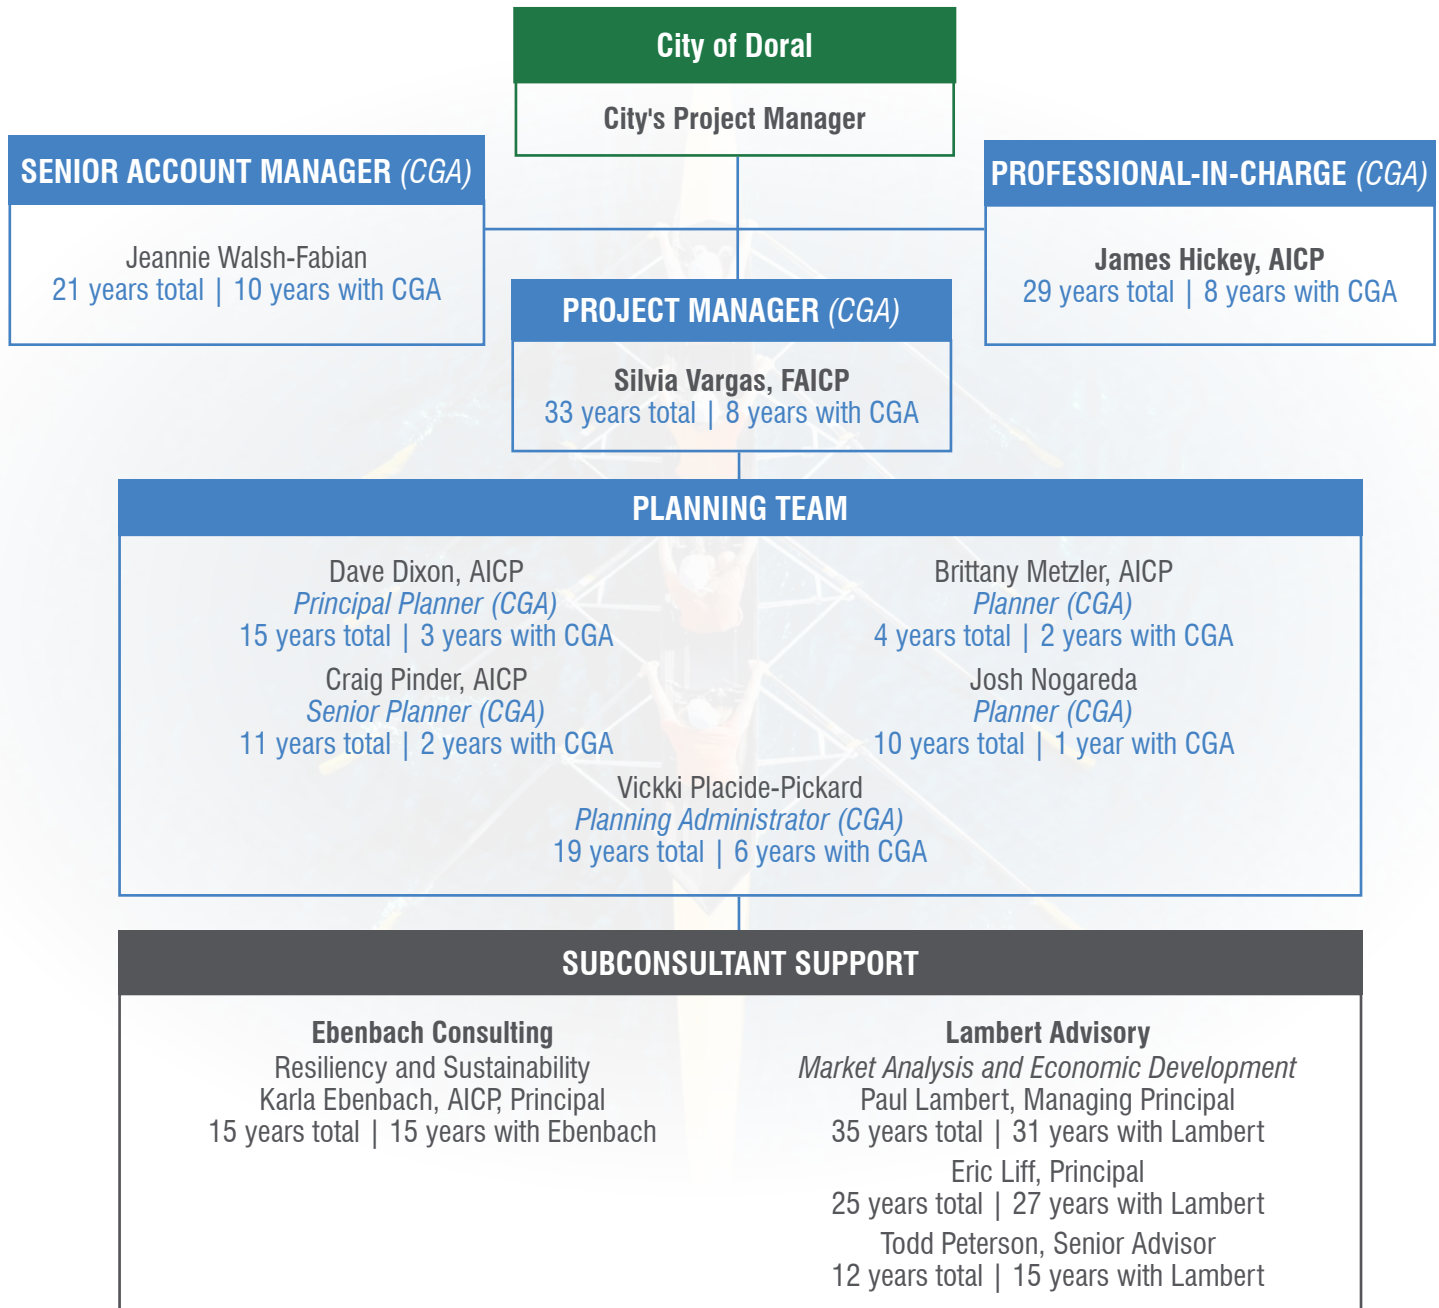 City of Doral
City's Project Manager
SENIOR ACCOUNT MANAGER (CGA)
Jeannie Walsh-Fabian
21 years total | 10 years with CGA
PROFESSIONAL-IN-CHARGE (CGA)
James Hickey, AICP
29 years total | 8 years with CGA
PROJECT MANAGER (CGA)
Silvia Vargas, FAICP
33 years total | 8 years with CGA
PLANNING TEAM
Dave Dixon, AICP
Principal Planner (CGA)
15 years total | 3 years with CGA
Craig Pinder, AICP
Senior Planner (CGA)
11 years total | 2 years with CGA
Brittany Metzler, AICP
Planner (CGA)
4 years total | 2 years with CGA
Josh Nogareda
Planner (CGA)
10 years total | 1 year with CGA
Vickki Placide-Pickard
Planning Administrator (CGA)
19 years total | 6 years with CGA
SUBCONSULTANT SUPPORT
Ebenbach Consulting
Resiliency and Sustainability
Karla Ebenbach, AICP, Principal
15 years total | 15 years with Ebenbach
Lambert Advisory
Market Analysis and Economic Development
Paul Lambert, Managing Principal
35 years total | 31 years with Lambert
Eric Liff, Principal
25 years total | 27 years with Lambert
Todd Peterson, Senior Advisor
12 years total | 15 years with Lambert